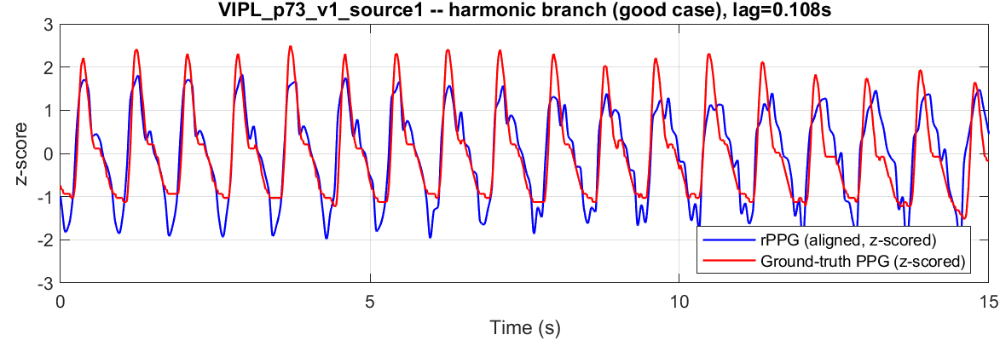 VIPL_p73_v1_source1 -- harmonic branch (good case), lag=0.108s
3
2
1
0
-1
-2
-3
z-score
rPPG (aligned, z-scored)
Ground-truth PPG (z-scored)
0
5
10
15
Time (s)